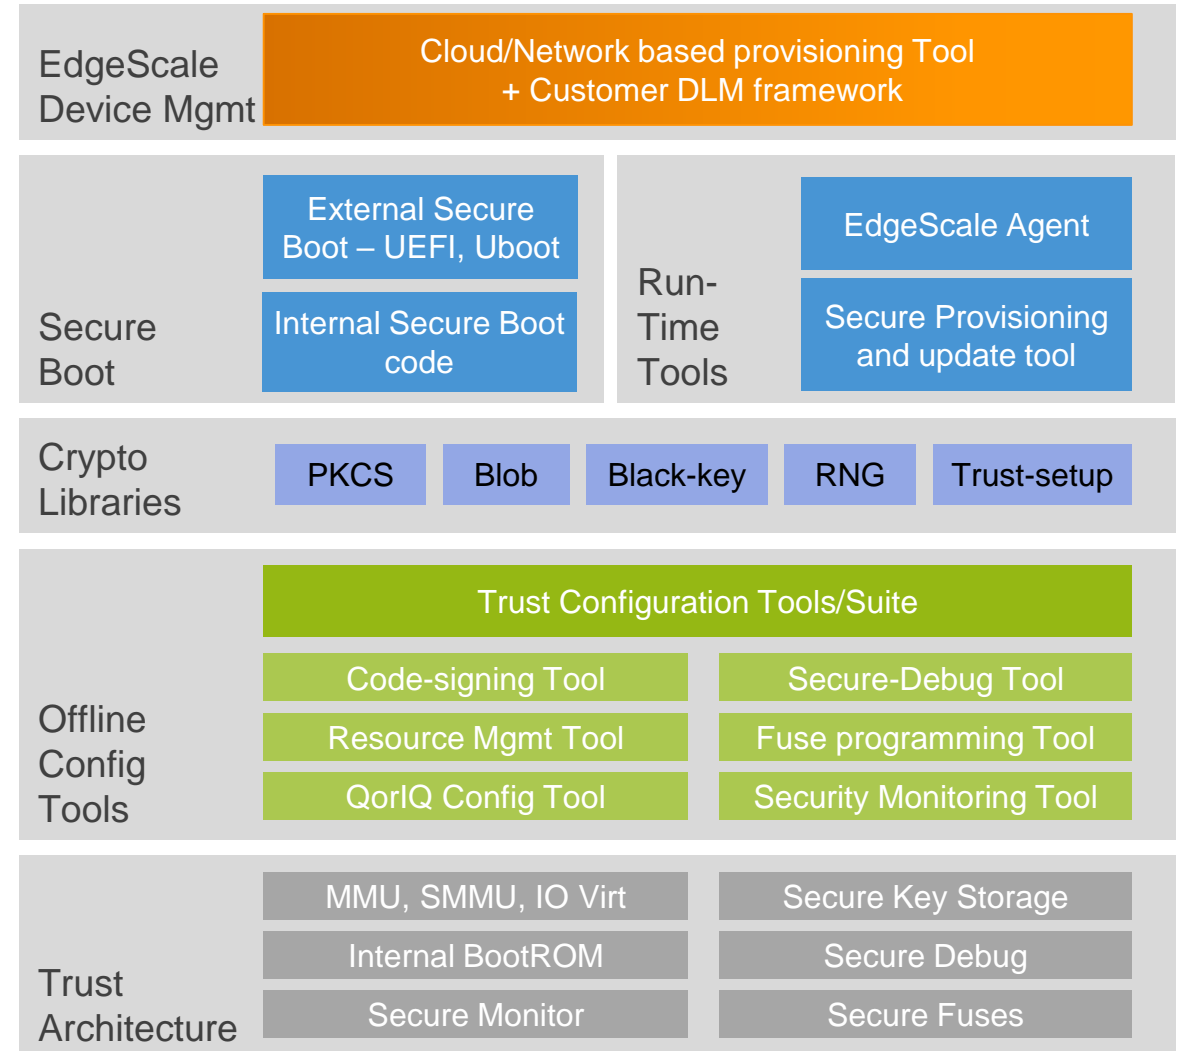 EdgeScale
Device Mgmt
Cloud/Network based provisioning Tool
+ Customer DLM framework
Secure
Boot
External Secure
Boot – UEFI, Uboot
Internal Secure Boot
code
Run-
Time
Tools
EdgeScale Agent
Secure Provisioning
and update tool
Crypto
Libraries
PKCS
Blob
Black-key
RNG
Trust-setup
Offline
Config
Tools
Trust Configuration Tools/Suite
Code-signing Tool
Secure-Debug Tool
Resource Mgmt Tool
Fuse programming Tool
QorIQ Config Tool
Security Monitoring Tool
Trust
Architecture
MMU, SMMU, IO Virt
Secure Key Storage
Internal BootROM
Secure Debug
Secure Monitor
Secure Fuses